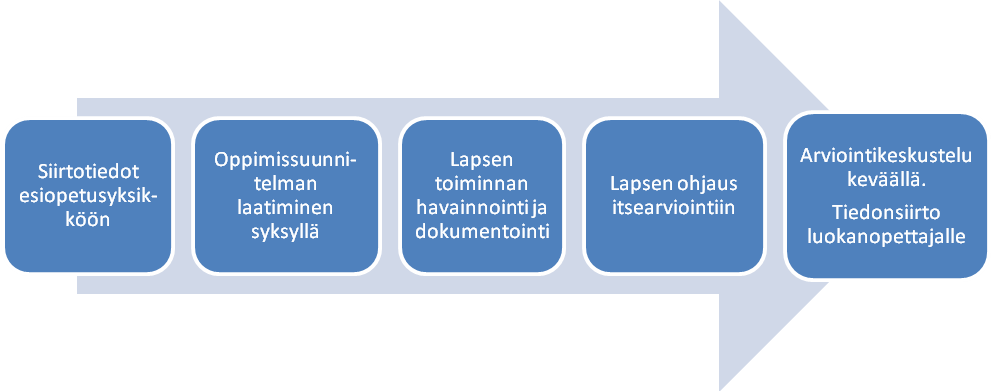 Siirtotiedot
esiopetusyksik-
köön
Oppimissuunni-
telman
laatiminen
syksyllä
Lapsen
toiminnan
havainnointi ja
dokumentointi
Lapsen ohjaus
itsearviointiin
Arviointikeskustelu
keväällä.
Tiedonsiirto
luokanopettajalle